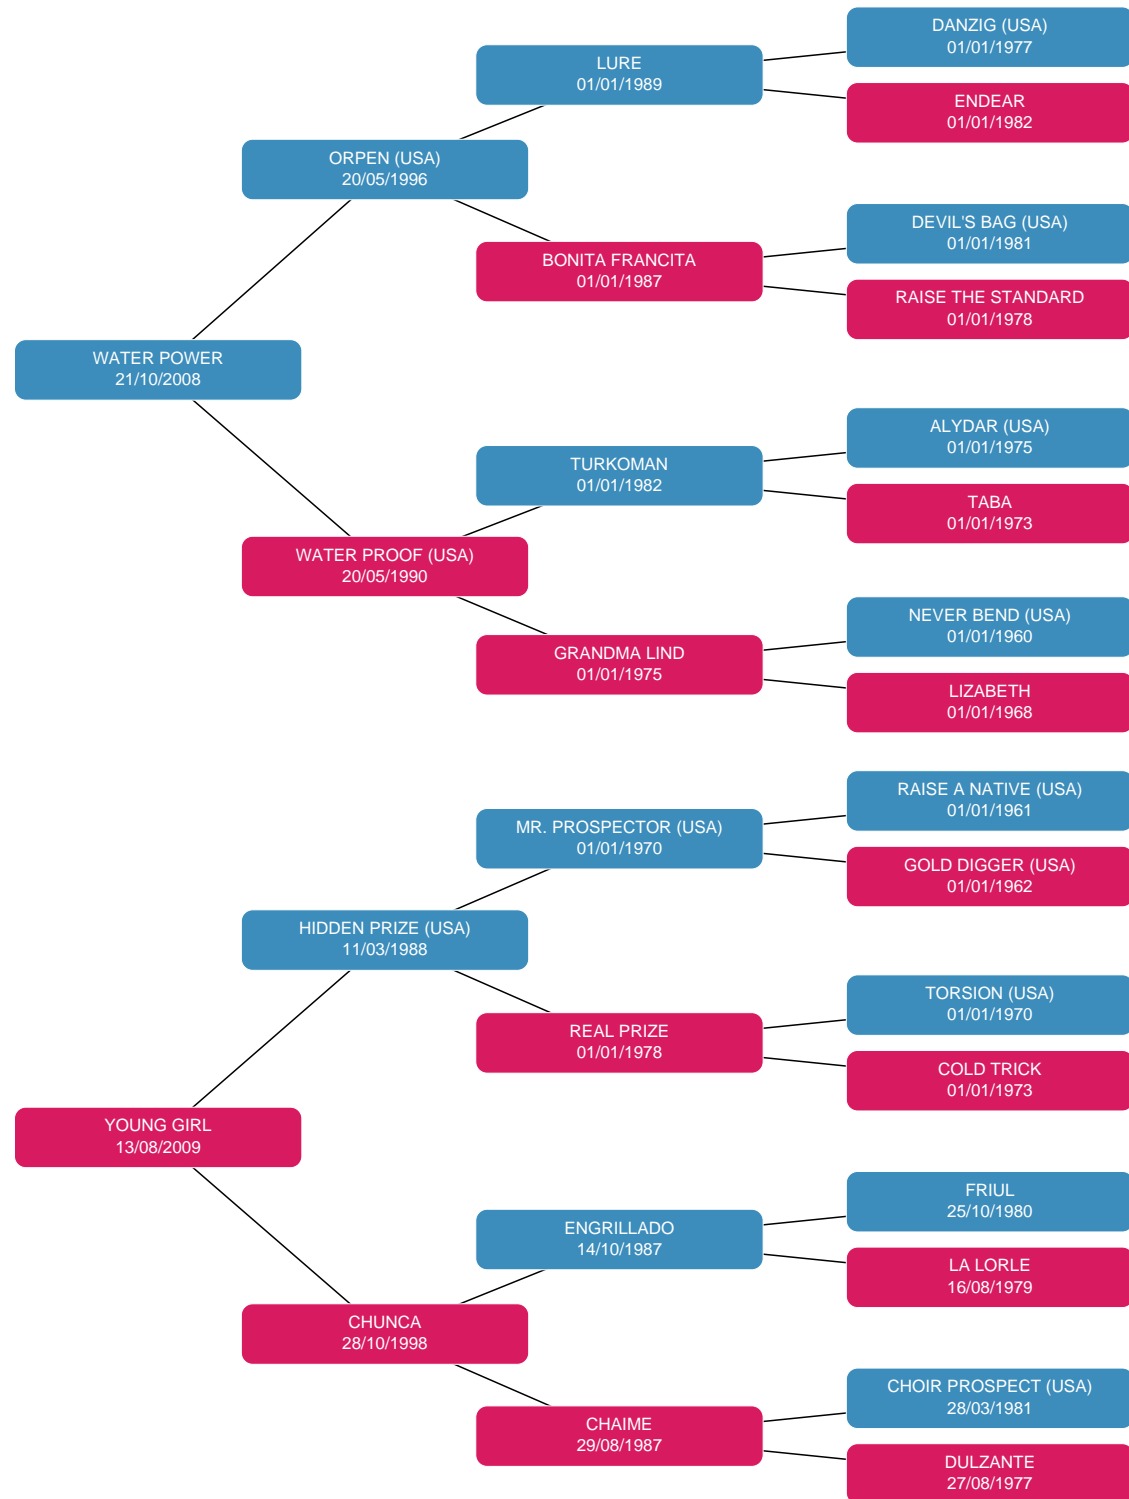 DANZIG (USA)
01/01/1977
LURE
01/01/1989
ENDEAR
01/01/1982
ORPEN (USA)
20/05/1996
DEVIL'S BAG (USA)
01/01/1981
BONITA FRANCITA
01/01/1987
RAISE THE STANDARD
01/01/1978
WATER POWER
21/10/2008
ALYDAR (USA)
01/01/1975
TURKOMAN
01/01/1982
TABA
01/01/1973
WATER PROOF (USA)
20/05/1990
NEVER BEND (USA)
01/01/1960
GRANDMA LIND
01/01/1975
LIZABETH
01/01/1968
RAISE A NATIVE (USA)
01/01/1961
MR. PROSPECTOR (USA)
01/01/1970
GOLD DIGGER (USA)
01/01/1962
HIDDEN PRIZE (USA)
11/03/1988
TORSION (USA)
01/01/1970
REAL PRIZE
01/01/1978
COLD TRICK
01/01/1973
YOUNG GIRL
13/08/2009
FRIUL
25/10/1980
ENGRILLADO
14/10/1987
LA LORLE
16/08/1979
CHUNCA
28/10/1998
CHOIR PROSPECT (USA)
28/03/1981
CHAIME
29/08/1987
DULZANTE
27/08/1977